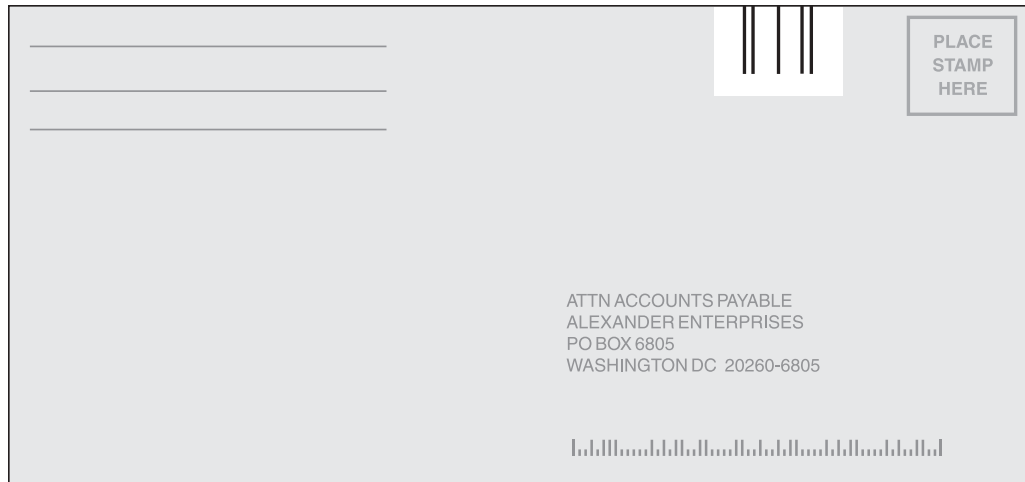 PLACE
STAMP
HERE
ATTN ACCOUNTS PAYABLE
ALEXANDER ENTERPRISES
PO BOX 6805
WASHINGTON DC  20260-6805